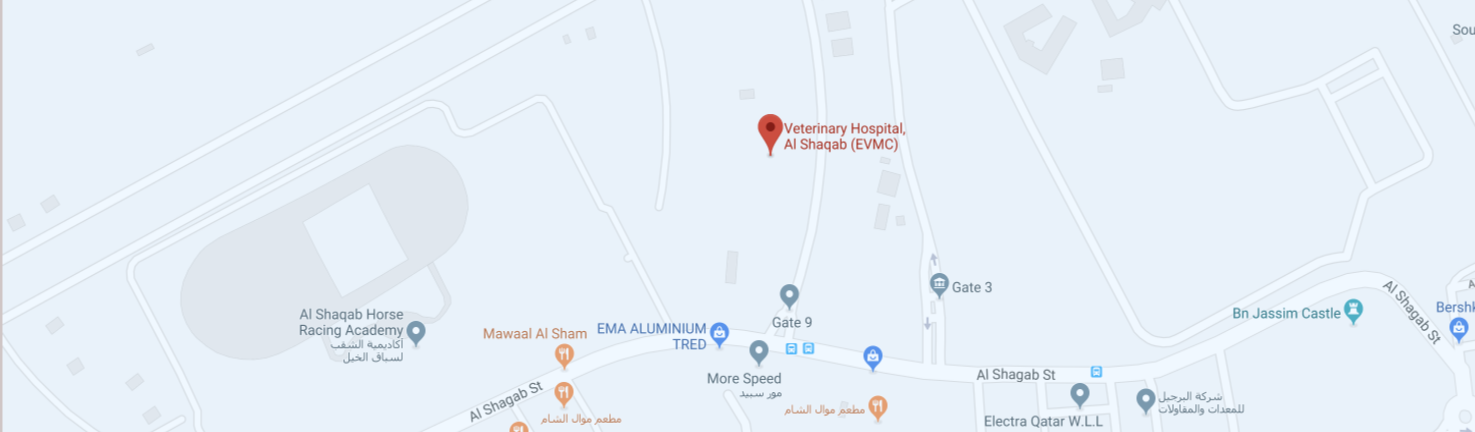 Sou
Veterinary Hospital,
Al Shaqab (EVMC)
Gate 3
Al Shaqab Horse
Racing Academy
أكاديمية الشقب
لسباق الخيل
Mawaal Al Sham
EMA ALUMINIUM
TRED
Gate 9
Bn Jassim Castle
Al Shagab St
Bershk
More Speed
مور سبيد
Al Shagab St
Al Shagab St
مطعم موال الشام
مطعم موال الشام
Electra Qatar W.L.L
شركة البرجيل
للمعدات والمقاولات